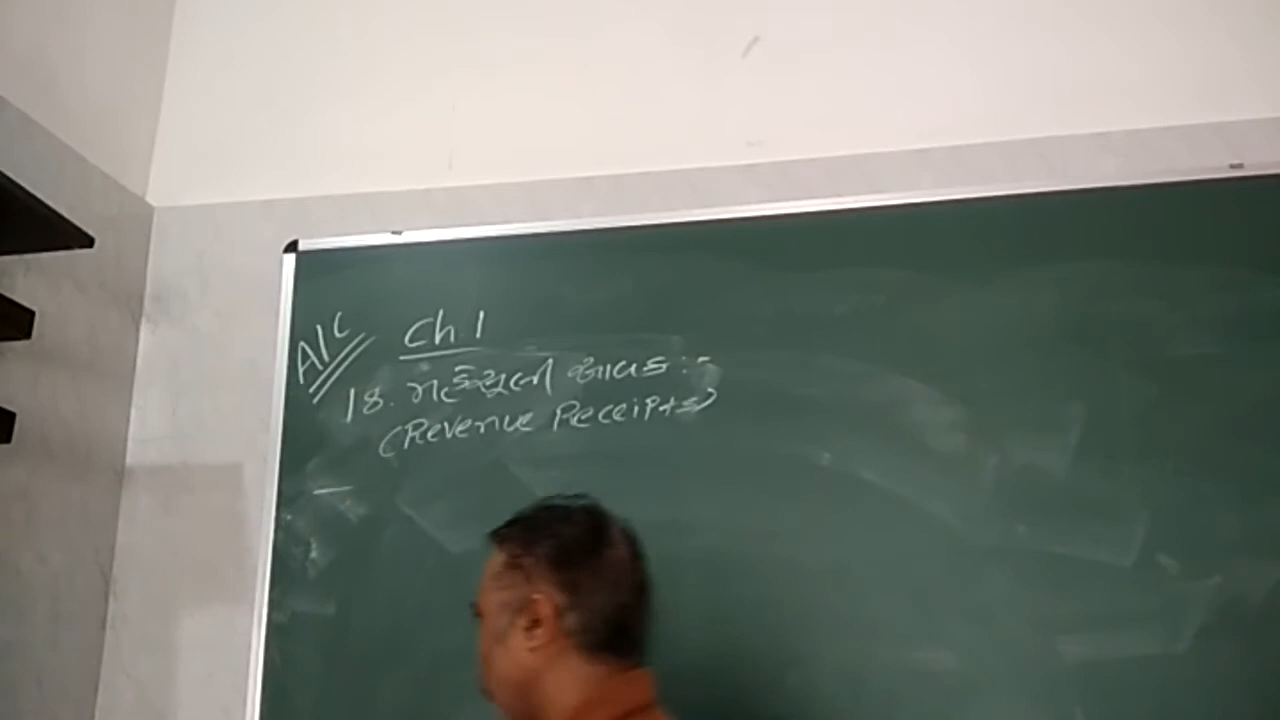 A/C
Ch.1
18. મહેસૂલી આવક :-
(Revenue Receipts)